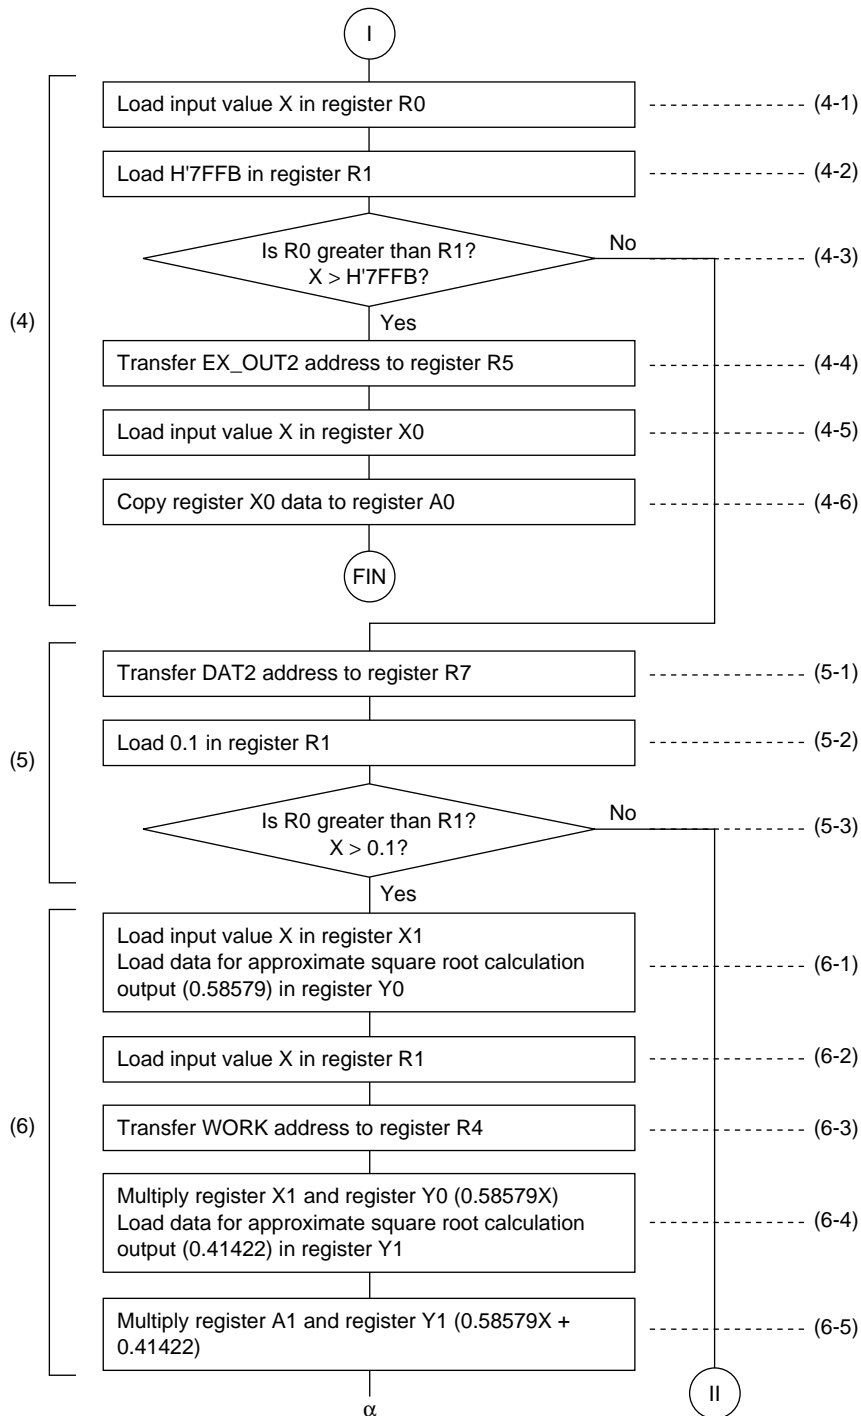 I
Load input value X in register R0
(4-1)
Load H'7FFB in register R1
(4-2)
Is R0 greater than R1?
X > H'7FFB?
No
(4-3)
(4)
Yes
Transfer EX_OUT2 address to register R5
(4-4)
Load input value X in register X0
(4-5)
Copy register X0 data to register A0
(4-6)
FIN
Transfer DAT2 address to register R7
(5-1)
Load 0.1 in register R1
(5-2)
(5)
Is R0 greater than R1?
X > 0.1?
No
(5-3)
Yes
Load input value X in register X1
Load data for approximate square root calculation
output (0.58579) in register Y0
(6-1)
Load input value X in register R1
(6-2)
(6)
Transfer WORK address to register R4
(6-3)
Multiply register X1 and register Y0 (0.58579X)
Load data for approximate square root calculation
output (0.41422) in register Y1
(6-4)
Multiply register A1 and register Y1 (0.58579X +
0.41422)
(6-5)
α
II